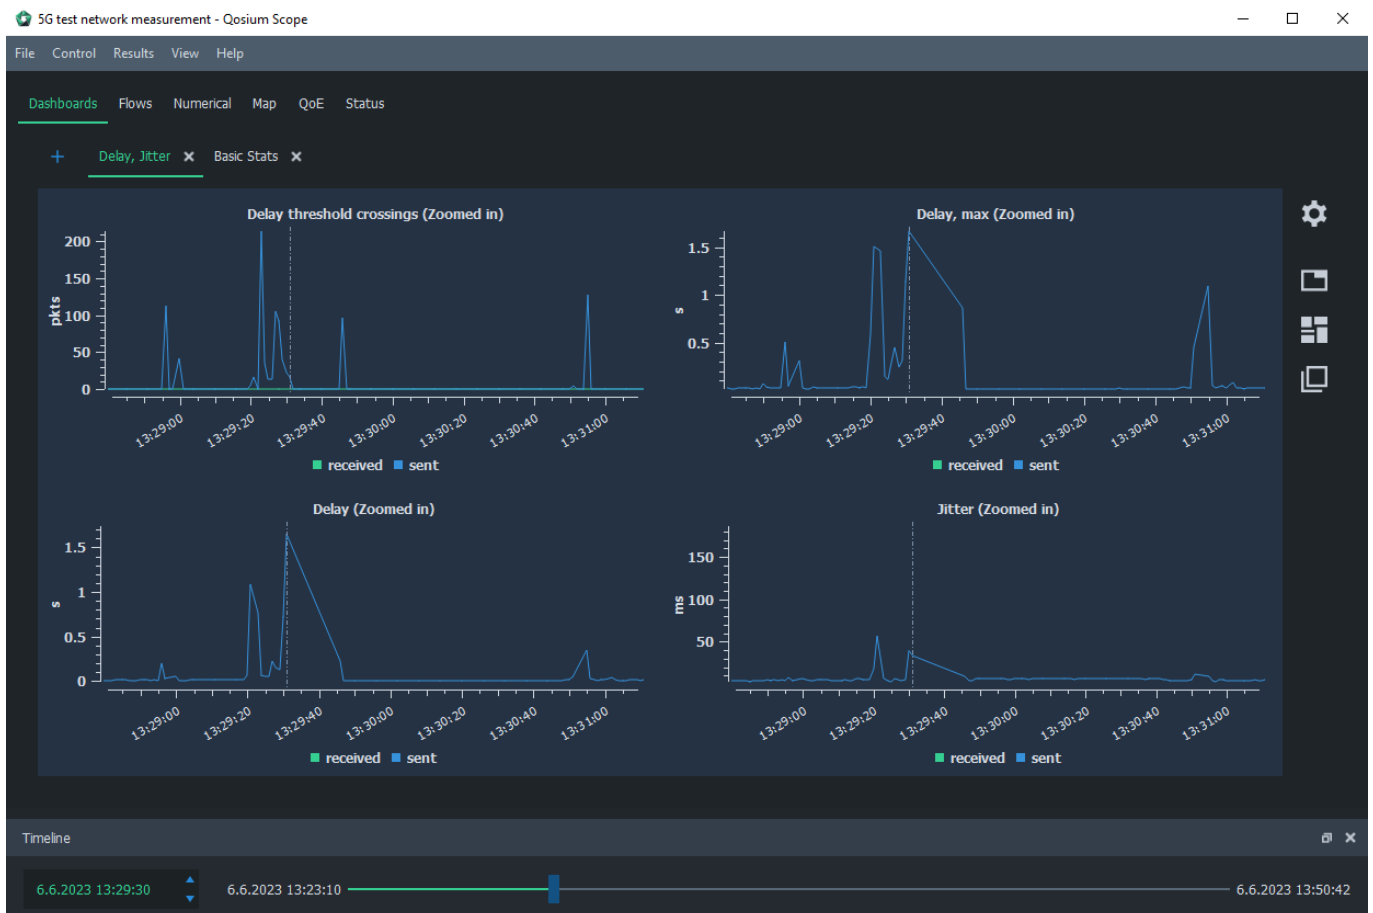 5G test network measurement - Qosium Scope
File Control Results View Help
Dashboards Flows Numerical Map QoE Status
Delay, Jitter Basic Stats
Delay threshold crossings (Zoomed in)
200
150
100
50
0
pkts
13:29:00 13:29:20 13:29:40 13:30:00 13:30:20 13:30:40 13:31:00
received sent
Delay, max (Zoomed in)
1.5
1
0.5
s
13:29:00 13:29:20 13:29:40 13:30:00 13:30:20 13:30:40 13:31:00
received sent
Delay (Zoomed in)
1.5
1
0.5
0
s
13:29:00 13:29:20 13:29:40 13:30:00 13:30:20 13:30:40 13:31:00
received sent
Jitter (Zoomed in)
150
100
50
ms
13:29:00 13:29:20 13:29:40 13:30:00 13:30:20 13:30:40 13:31:00
received sent
Timeline
6.6.2023 13:29:30 6.6.2023 13:23:10 6.6.2023 13:50:42